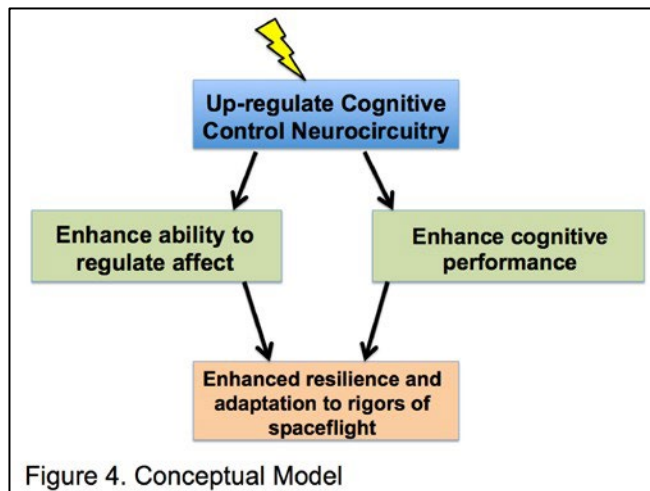 Up-regulate Cognitive
Control Neurocircuitry
Enhance ability to
regulate affect
Enhance cognitive
performance
Enhanced resilience and
adaptation to rigors of
spaceflight
Figure 4. Conceptual Model